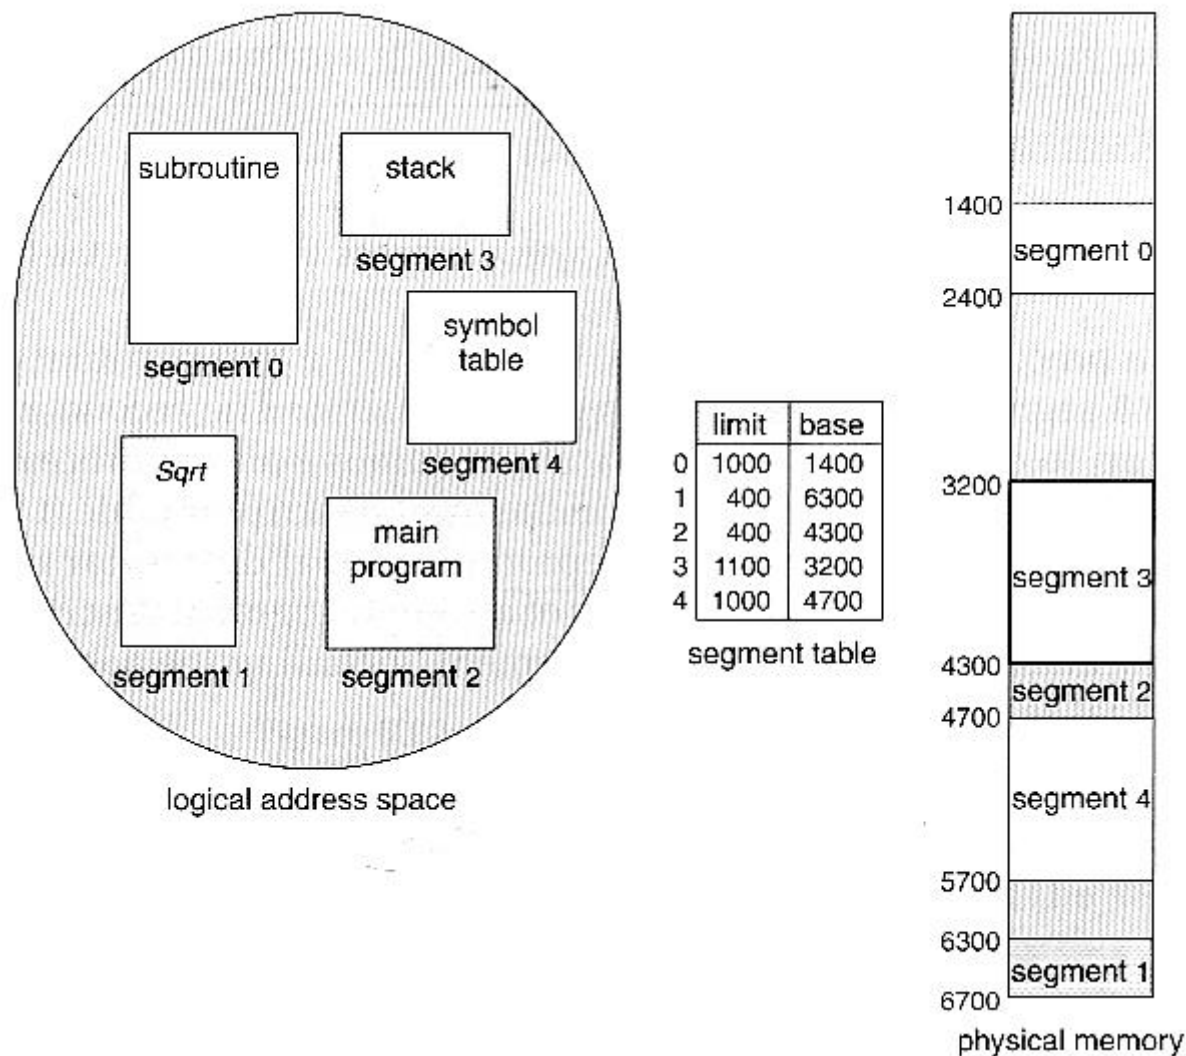 subroutine
segment 0
stack
segment 3
symbol
table
segment 4
Sqrt
segment 1
main
program
segment 2
logical address space
limit base
0 1000 1400
1 400 6300
2 400 4300
3 1100 3200
4 1000 4700
segment table
1400
segment 0
2400
3200
segment 3
4300
segment 2
4700
segment 4
5700
6300
segment 1
6700
physical memory